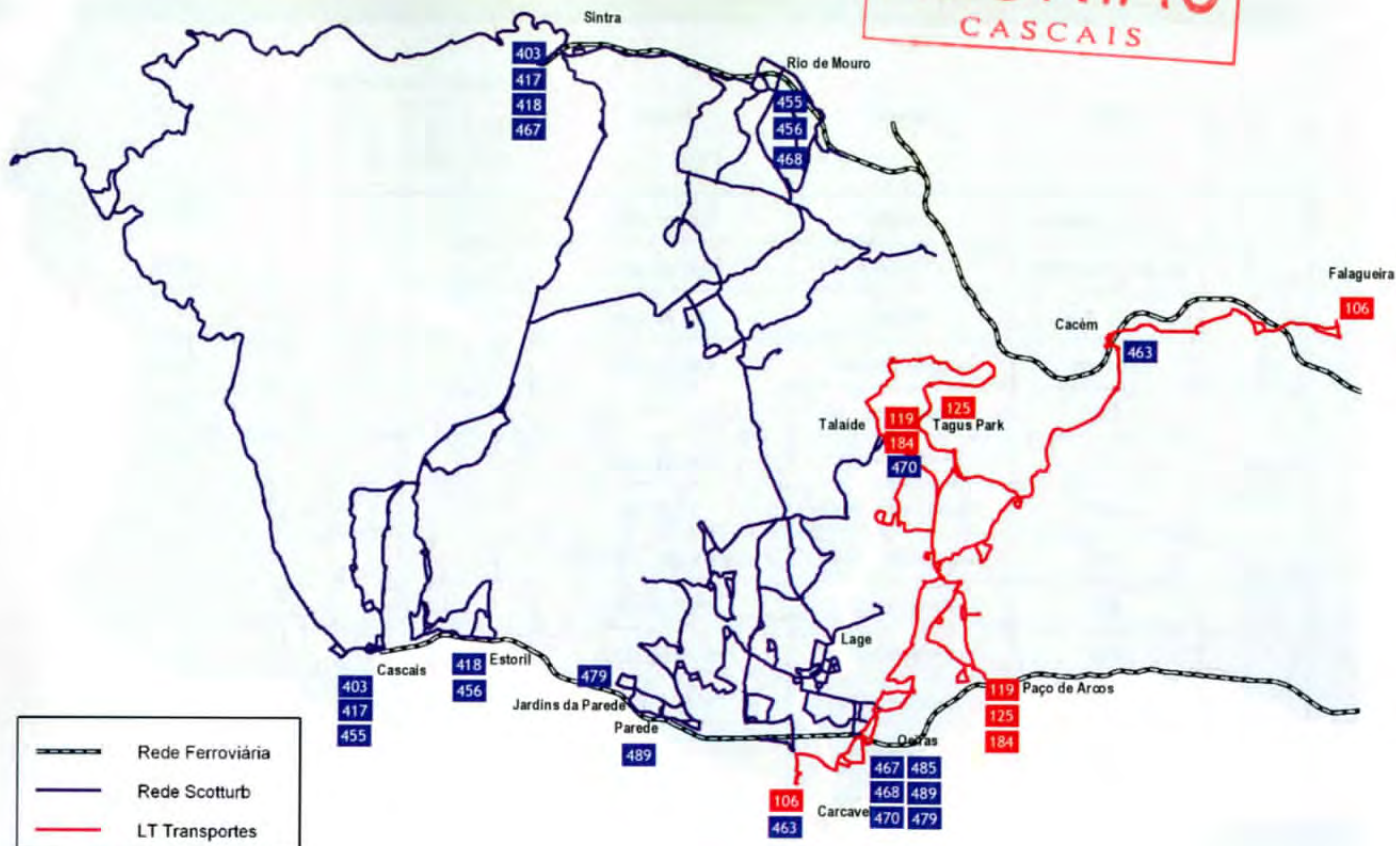 CASCAIS
Sintra
403
417
418
467
Rio de Mouro
455
456
468
Falagueira
106
Cacém
463
Talaíde
119
184
470
125
Tagus Park
Lage
Cascais
403
417
455
418
456
Estoril
479
Jardins da Parede
Parede
489
119
125
184
Paço de Arcos
Oeiras
467 485
468 489
470 479
106
463
Carcave
Rede Ferroviária
Rede Scotturb
LT Transportes